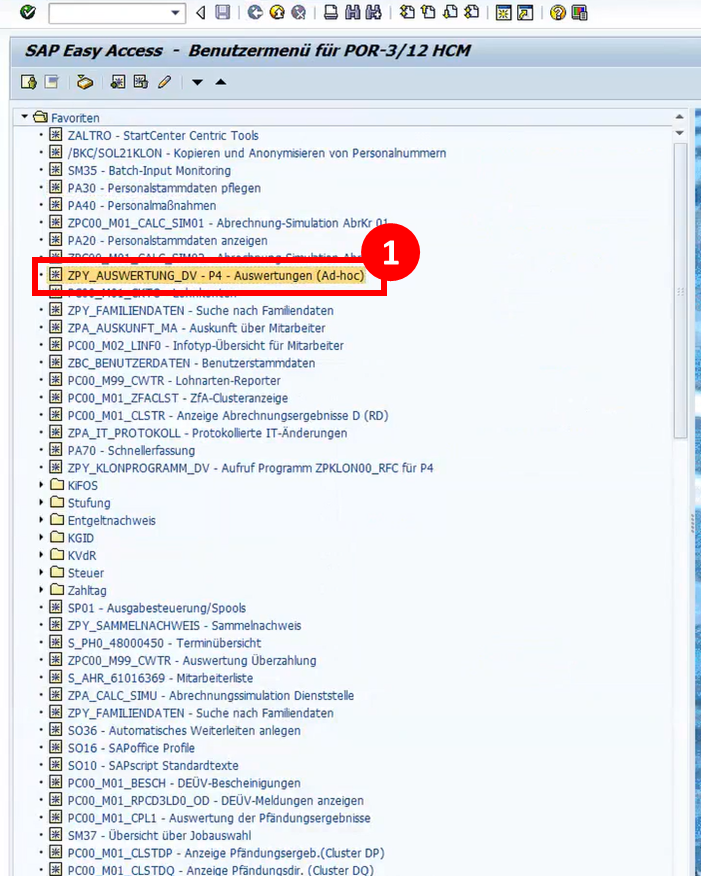 SAP Easy Access - Benutzermenü für POR-3/12 HCM
Favoriten
ZALTRO - StartCenter Centric Tools
/BKC/SOL21KLON - Kopieren und Anonymisieren von Personalnummern
SM35 - Batch-Input Monitoring
PA30 - Personalstammdaten pflegen
PA40 - Personalmaßnahmen
ZPC00_M01_CALC_SIM01 - Abrechnung-Simulation AbrKr 01
PA20 - Personalstammdaten anzeigen
ZPC00_M01_CALC_SIM02 - Abrechnung-Simulation
1
ZPY_AUSWERTUNG_DV - P4 - Auswertungen (Ad-hoc)
ZPY_FAMILIENDATEN - Suche nach Familiendaten
ZPA_AUSKUNFT_MA - Auskunft über Mitarbeiter
PC00_M02_LINF0 - Infotyp-Übersicht für Mitarbeiter
ZBC_BENUTZERDATEN - Benutzerstammdaten
PC00_M99_CWTR - Lohnarten-Reporter
PC00_M01_ZFACLST - ZfA-Clusteranzeige
PC00_M01_CLSTR - Anzeige Abrechnungsergebnisse D (RD)
ZPA_IT_PROTOKOLL - Protokollierte IT-Änderungen
PA70 - Schnellerfassung
ZPY_KLONPROGRAMM_DV - Aufruf Programm ZPKLON00_RFC für P4
KiFOS
Stufung
Entgeltnachweis
KGID
KVdR
Steuer
Zahltag
SP01 - Ausgabesteuerung/Spools
ZPY_SAMMELNACHWEIS - Sammelnachweis
S_PH0_48000450 - Terminübersicht
ZPC00_M99_CWTR - Auswertung Überzahlung
S_AHR_61016369 - Mitarbeiterliste
ZPA_CALC_SIMU - Abrechnungssimulation Dienststelle
ZPY_FAMILIENDATEN - Suche nach Familiendaten
SO36 - Automatisches Weiterleiten anlegen
SO16 - SAPoffice Profile
SO10 - SAPscript Standardtexte
PC00_M01_BESCH - DEÜV-Bescheinigungen
PC00_M01_RPCD3LD0_OD - DEÜV-Meldungen anzeigen
PC00_M01_CPL1 - Auswertung der Pfändungsergebnisse
SM37 - Übersicht über Jobauswahl
PC00_M01_CLSTDP - Anzeige Pfändungsergeb.(Cluster DP)
PC00_M01_CLSTDQ - Anzeige Pfändungsdir. (Cluster DQ)